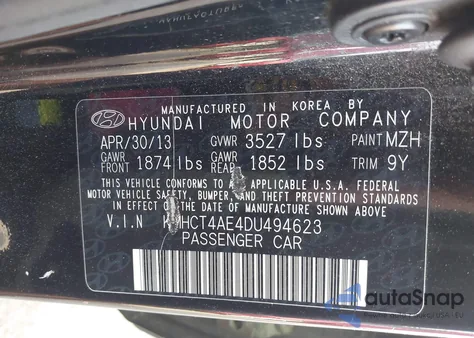 MANUFACTURED IN KOREA BY
HYUNDAI MOTOR COMPANY
APR/30/13 GVWR 3527 lbs PAINT MZH
GAWR FRONT 1874 lbs GAWR REAR 1852 lbs TRIM 9Y
THIS VEHICLE CONFORMS TO ALL APPLICABLE U.S.A. FEDERAL
MOTOR VEHICLE SAFETY, BUMPER, AND THEFT PREVENTION
STANDARDS IN EFFECT ON THE DATE OF MANUFACTURE SHOWN ABOVE.
V.I.N KMHCT4AE4DU494623
PASSENGER CAR
autoSnap